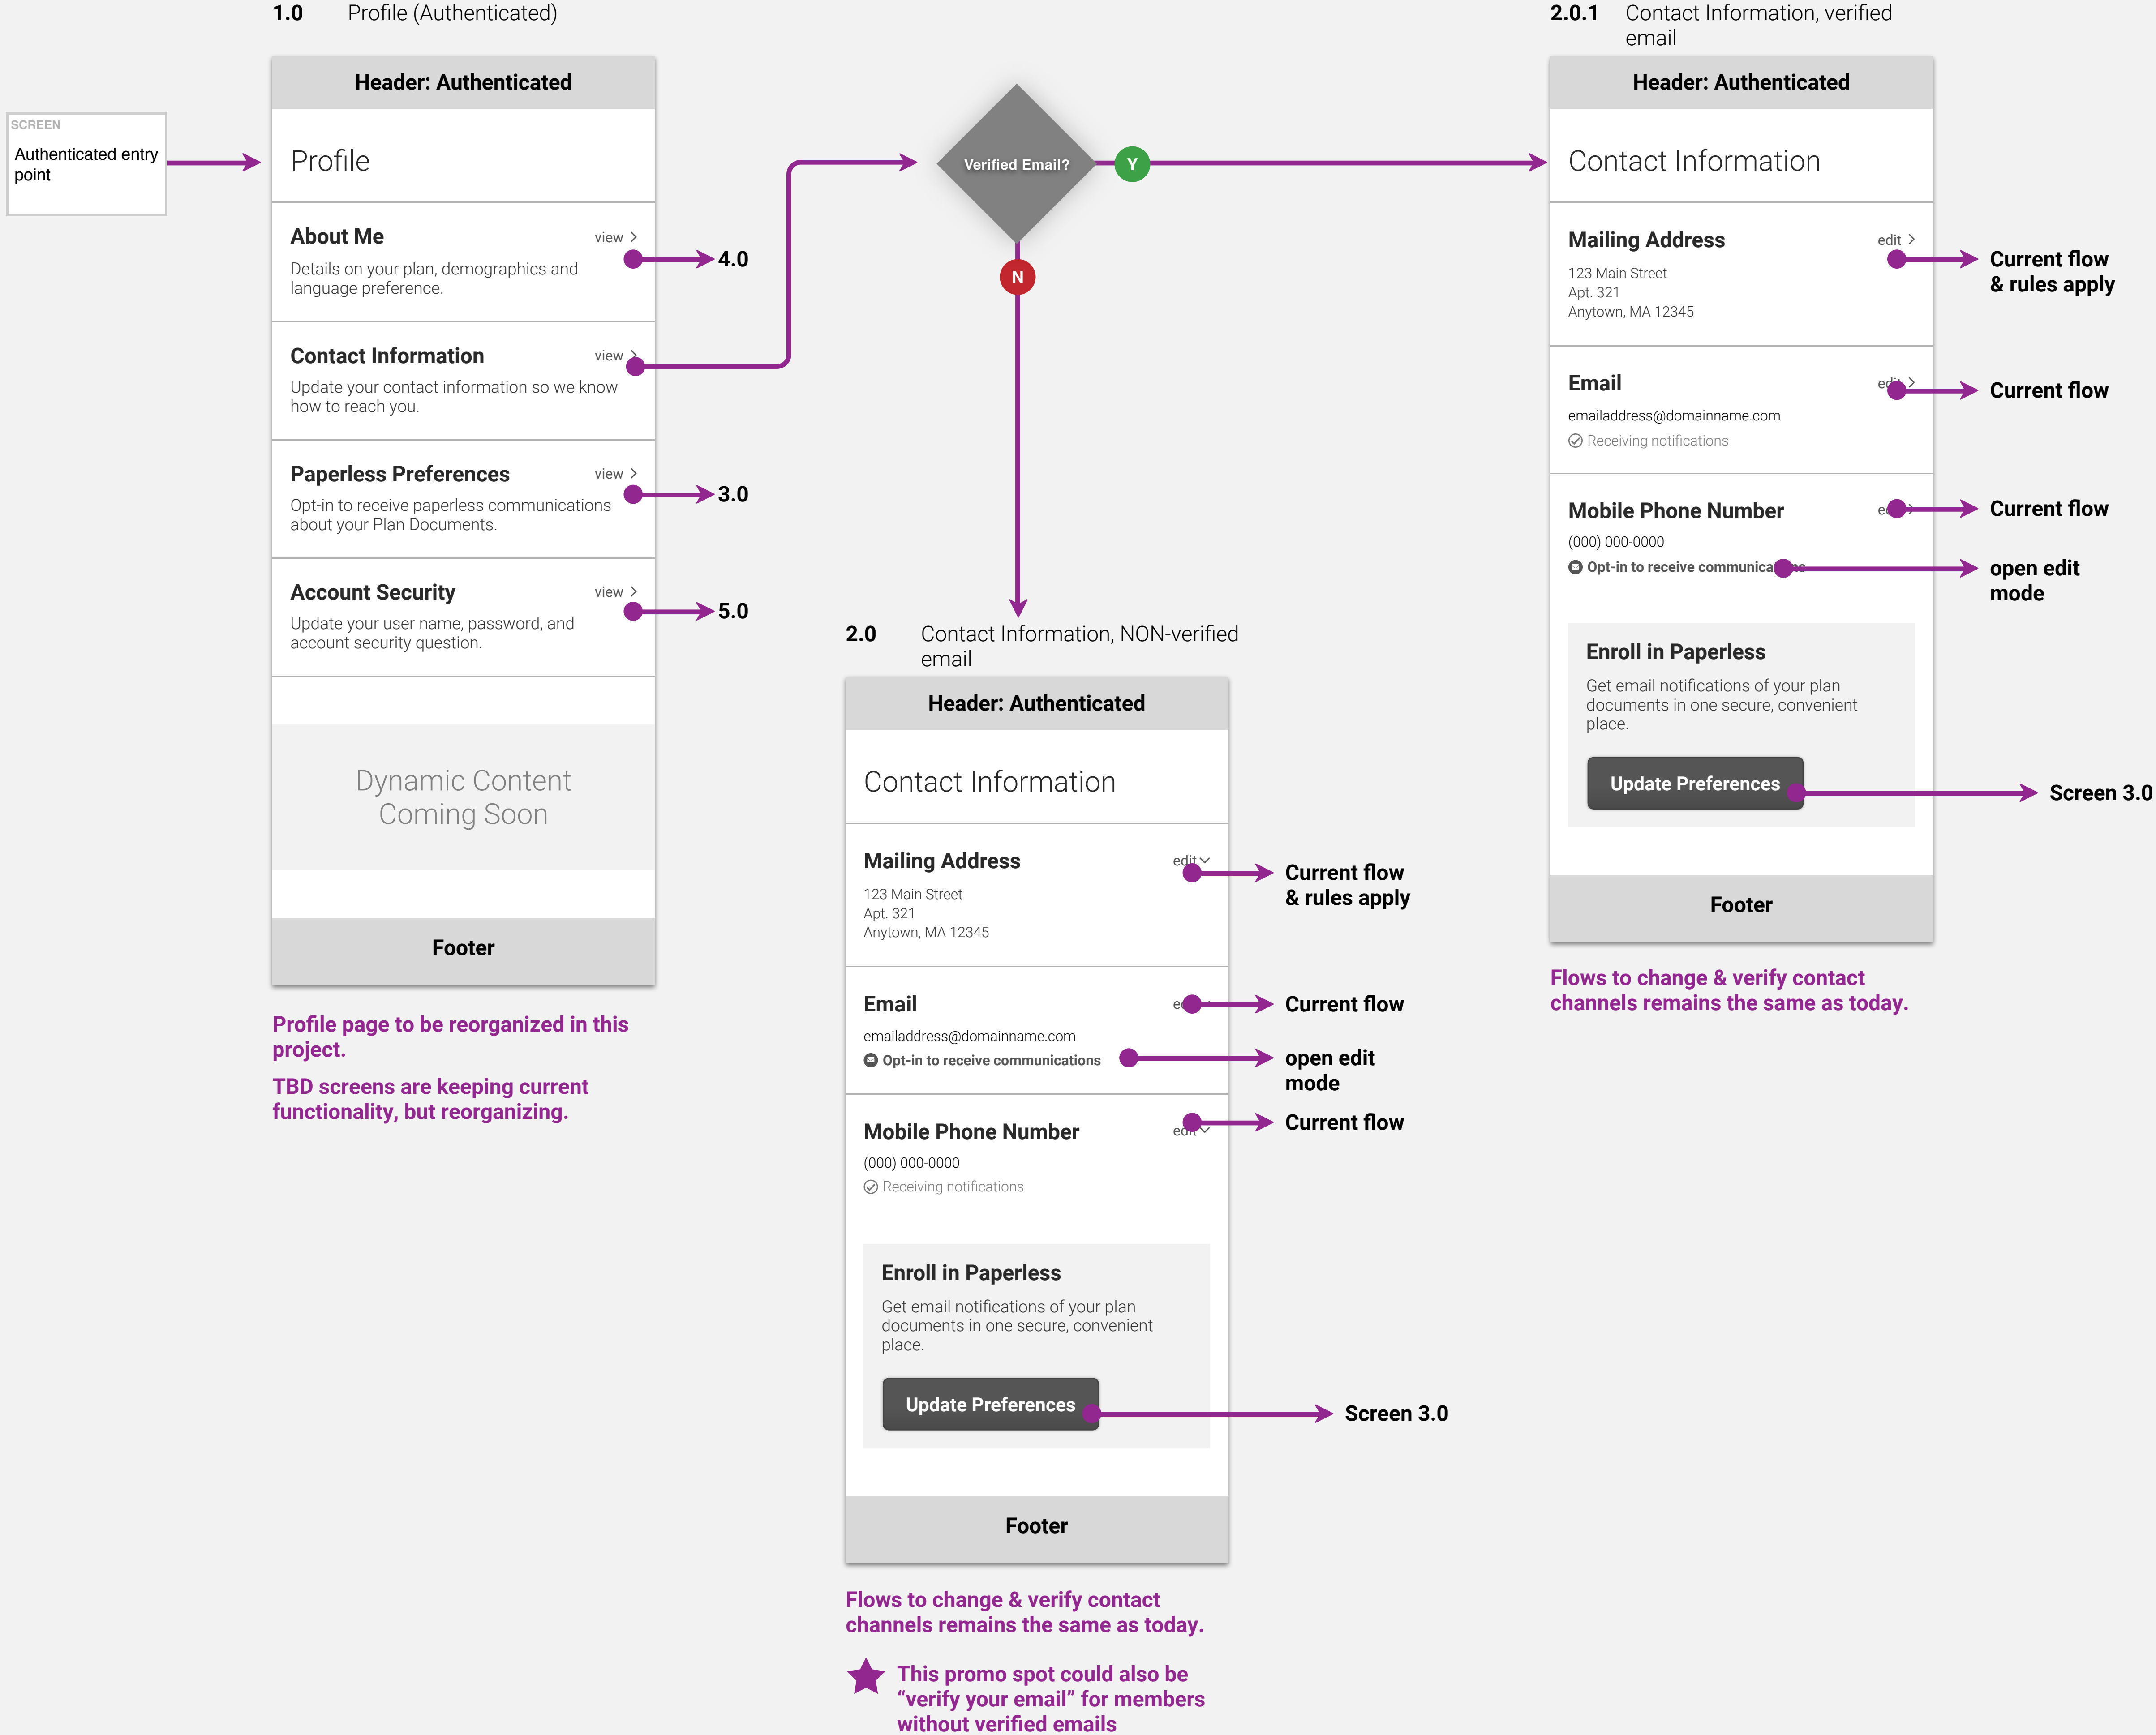 1.0 Profile (Authenticated)
SCREEN
Authenticated entry
point
Header: Authenticated
Profile
About Me view
Details on your plan, demographics and
language preference.
4.0
Contact Information view
Update your contact information so we know
how to reach you.
Paperless Preferences view
Opt-in to receive paperless communications
about your Plan Documents.
3.0
Account Security view
Update your user name, password, and
account security question.
5.0
Dynamic Content
Coming Soon
Footer
Profile page to be reorganized in this
project.
TBD screens are keeping current
functionality, but reorganizing.
Verified Email?
Y
N
2.0 Contact Information, NON-verified
email
Header: Authenticated
Contact Information
Mailing Address edit
123 Main Street
Apt. 321
Anytown, MA 12345
Current flow
& rules apply
Email
emailaddress@domainname.com
Opt-in to receive communications
Current flow
open edit
mode
Mobile Phone Number edit
(000) 000-0000
Receiving notifications
Current flow
Enroll in Paperless
Get email notifications of your plan
documents in one secure, convenient
place.
Update Preferences
Screen 3.0
Footer
Flows to change & verify contact
channels remains the same as today.
This promo spot could also be
“verify your email” for members
without verified emails
2.0.1 Contact Information, verified
email
Header: Authenticated
Contact Information
Mailing Address edit
123 Main Street
Apt. 321
Anytown, MA 12345
Current flow
& rules apply
Email edit
emailaddress@domainname.com
Receiving notifications
Current flow
Mobile Phone Number
(000) 000-0000
Opt-in to receive communications
Current flow
open edit
mode
Enroll in Paperless
Get email notifications of your plan
documents in one secure, convenient
place.
Update Preferences
Screen 3.0
Footer
Flows to change & verify contact
channels remains the same as today.